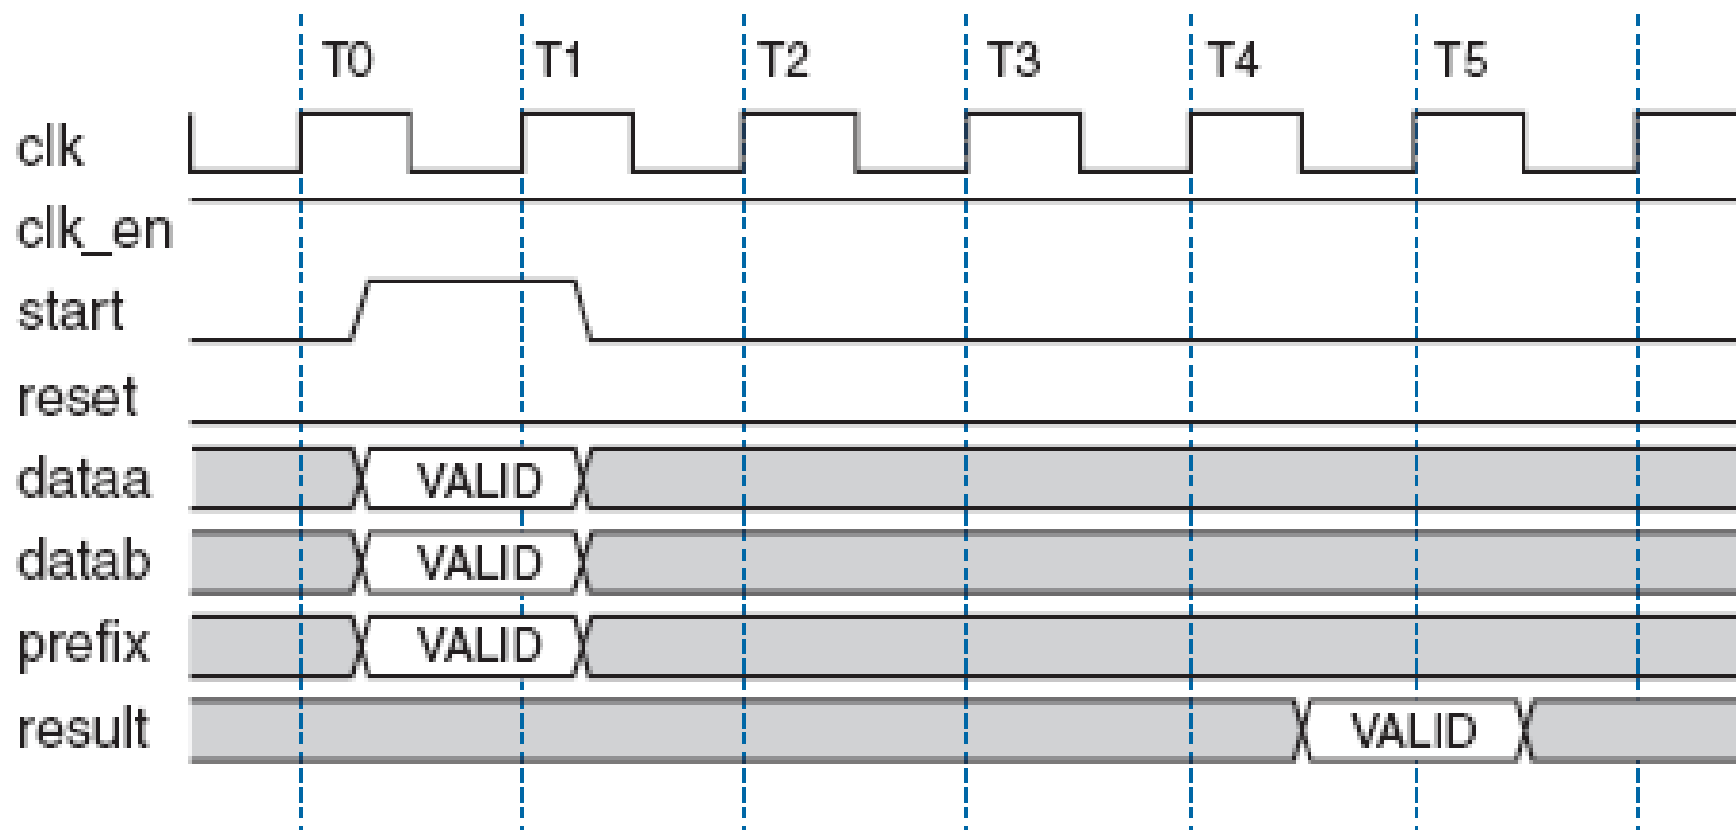 T0 T1 T2 T3 T4 T5
clk
clk_en
start
reset
dataa VALID
datab VALID
prefix VALID
result VALID